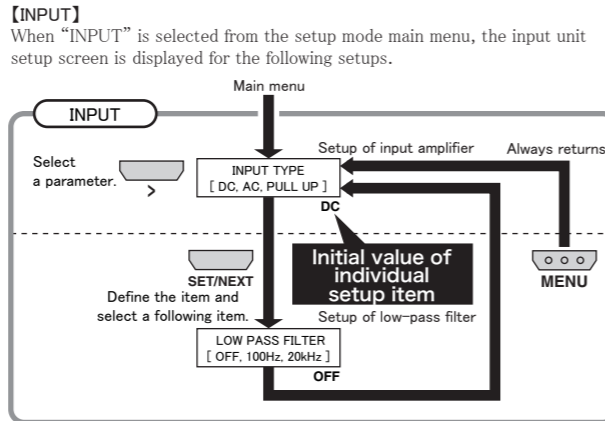 【INPUT】
When “INPUT” is selected from the setup mode main menu, the input unit
setup screen is displayed for the following setups.
Main menu
INPUT
Select
a parameter.
>
INPUT TYPE
[ DC, AC, PULL UP ]
DC
Setup of input amplifier
Always returns
SET/NEXT
Define the item and
select a following item.
Initial value of
individual
setup item
MENU
Setup of low-pass filter
LOW PASS FILTER
[ OFF, 100Hz, 20kHz ]
OFF